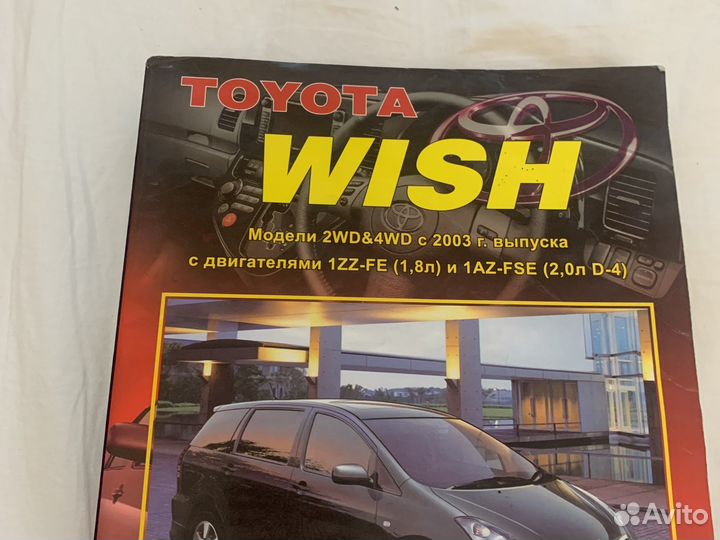 TOYOTA
WISH
Модели 2WD&4WD с 2003 г. выпуска
с двигателями 1ZZ-FE (1,8л) и 1AZ-FSE (2,0л D-4)
Avito